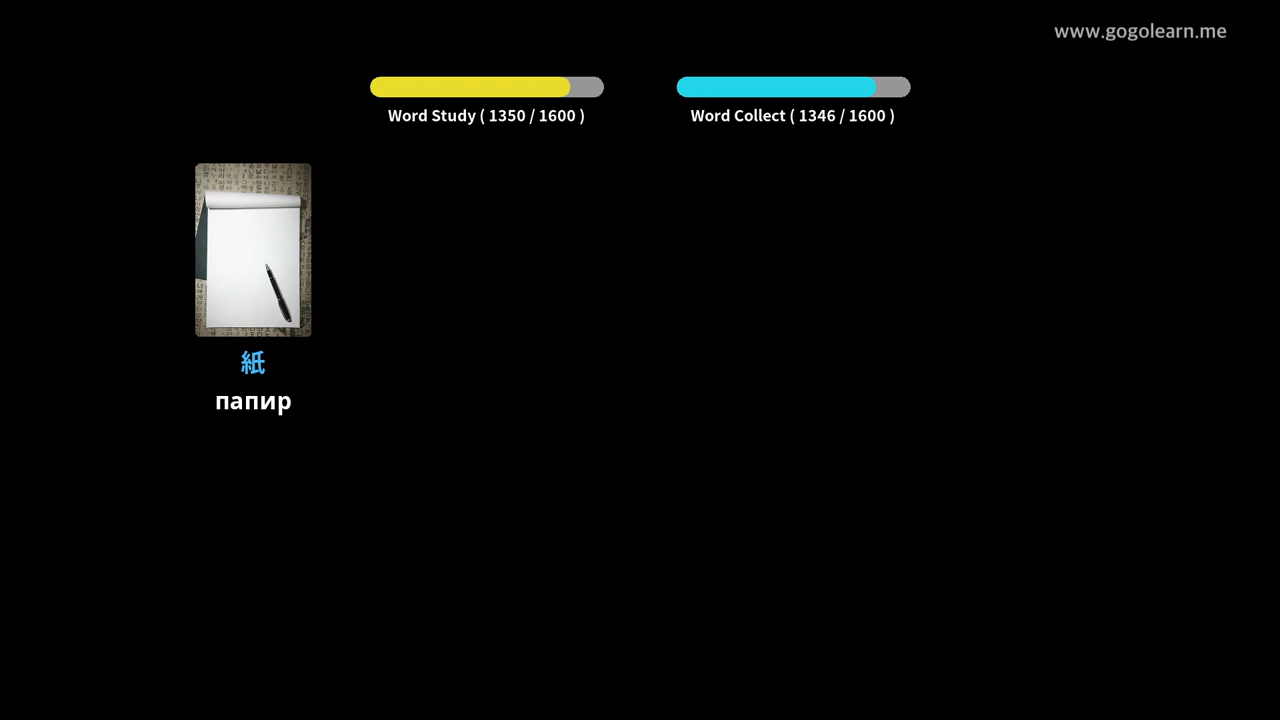 www.gogolearn.me
Word Study ( 1350 / 1600 )
Word Collect ( 1346 / 1600 )
紙
папир